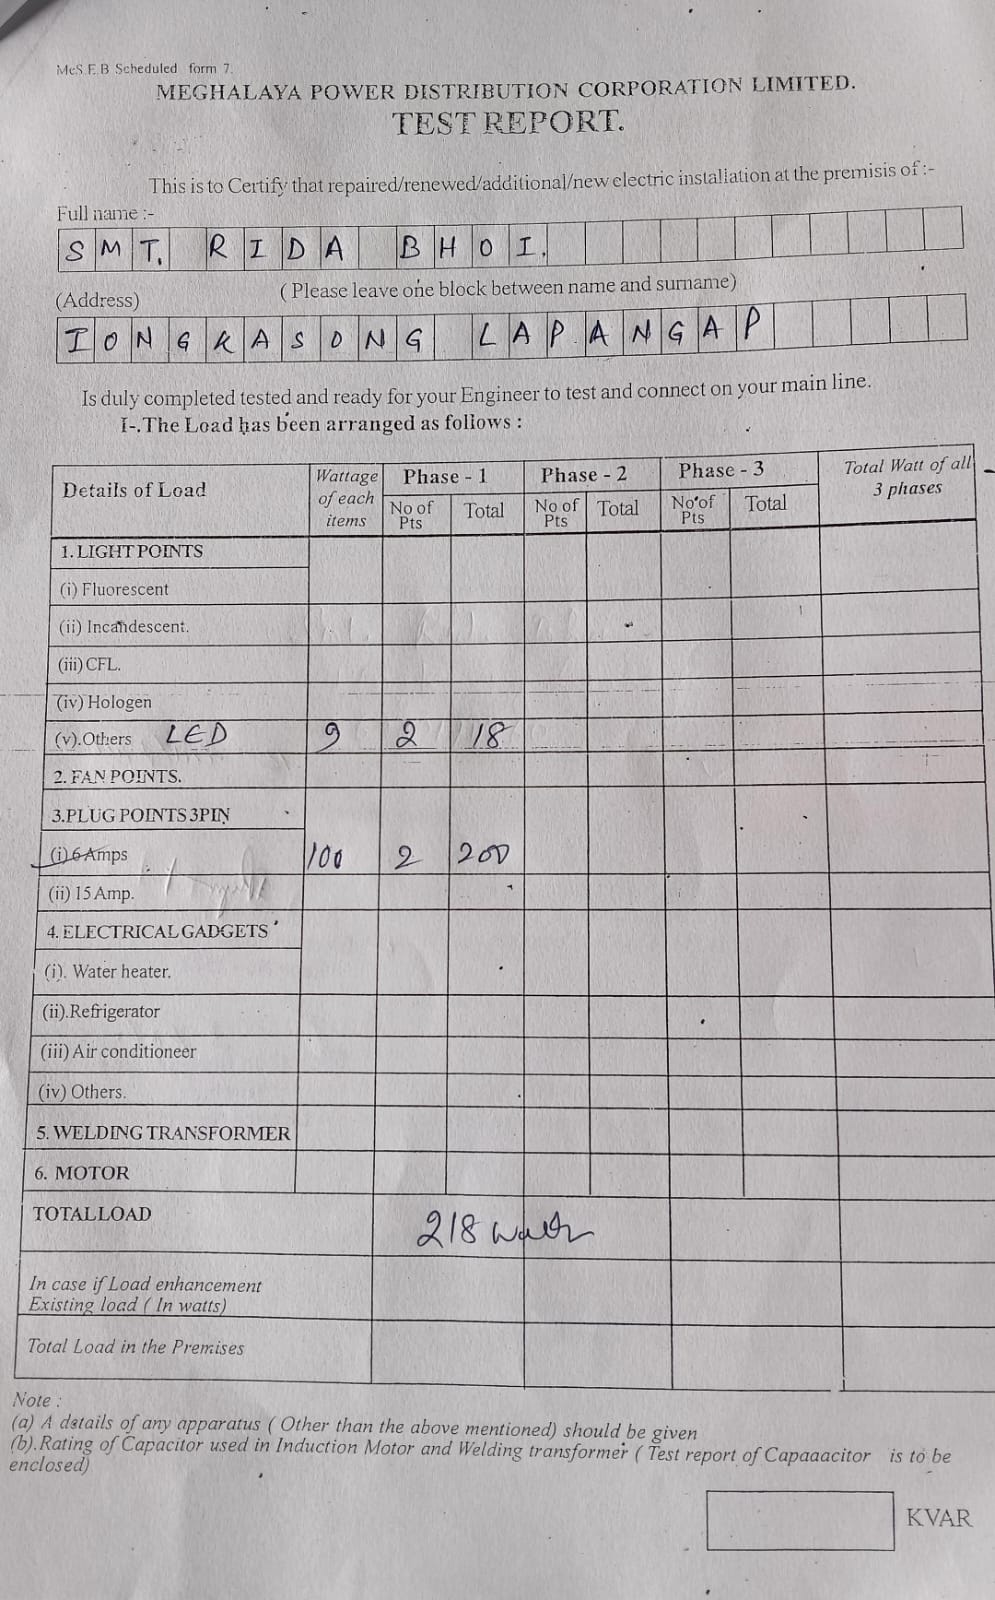 McS.E.B Scheduled form 7.
MEGHALAYA POWER DISTRIBUTION CORPORATION LIMITED.
TEST REPORT.
This is to Certify that repaired/renewed/additional/new electric installation at the premisis of :-
Full name :-
SMT. RIDA BHOI.
(Address) ( Please leave one block between name and surname)
IONGKASONG LAPANGAP
Is duly completed tested and ready for your Engineer to test and connect on your main line.
I-.The Load has been arranged as follows :
Details of Load Wattage of each items Phase - 1 Phase - 2 Phase - 3 Total Watt of all 3 phases
No of Pts Total No of Pts Total No of Pts Total
1. LIGHT POINTS
(i) Fluorescent
(ii) Incandescent.
(iii) CFL.
(iv) Hologen
(v).Others LED 9 2 18
2. FAN POINTS.
3.PLUG POINTS 3PIN
(i) 6 Amps 100 2 200
(ii) 15 Amp.
4. ELECTRICAL GADGETS
(i). Water heater.
(ii).Refrigerator
(iii) Air conditioneer
(iv) Others.
5. WELDING TRANSFORMER
6. MOTOR
TOTAL LOAD 218
In case if Load enhancement
Existing load ( In watts)
Total Load in the Premises
Note :
(a) A details of any apparatus ( Other than the above mentioned) should be given
(b).Rating of Capacitor used in Induction Motor and Welding transformer ( Test report of Capaaacitor is to be
enclosed)
KVAR